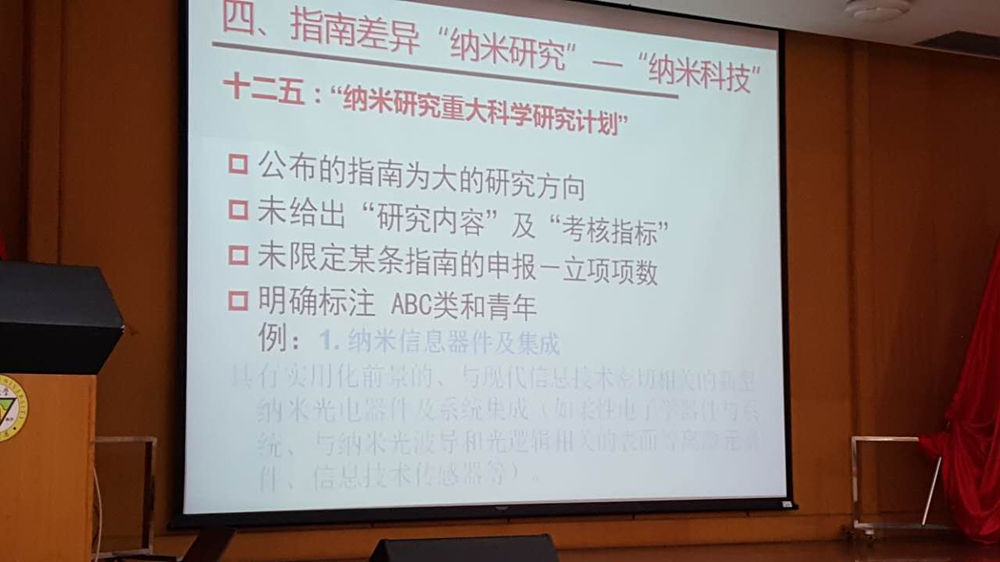 四、指南差异“纳米研究”—“纳米科技”
十二五：“纳米研究重大科学研究计划”
公布的指南为大的研究方向
未给出“研究内容”及“考核指标”
未限定某条指南的申报－立项项数
明确标注 ABC类和青年
例：1. 纳米信息器件及集成
具有实用化前景的、与现代信息技术密切相关的新型
纳米光电器件及系统集成（如柔性电子学器件与系
统、与纳米光波导和光逻辑相关的表面等离激元器
件、信息技术传感器等）。